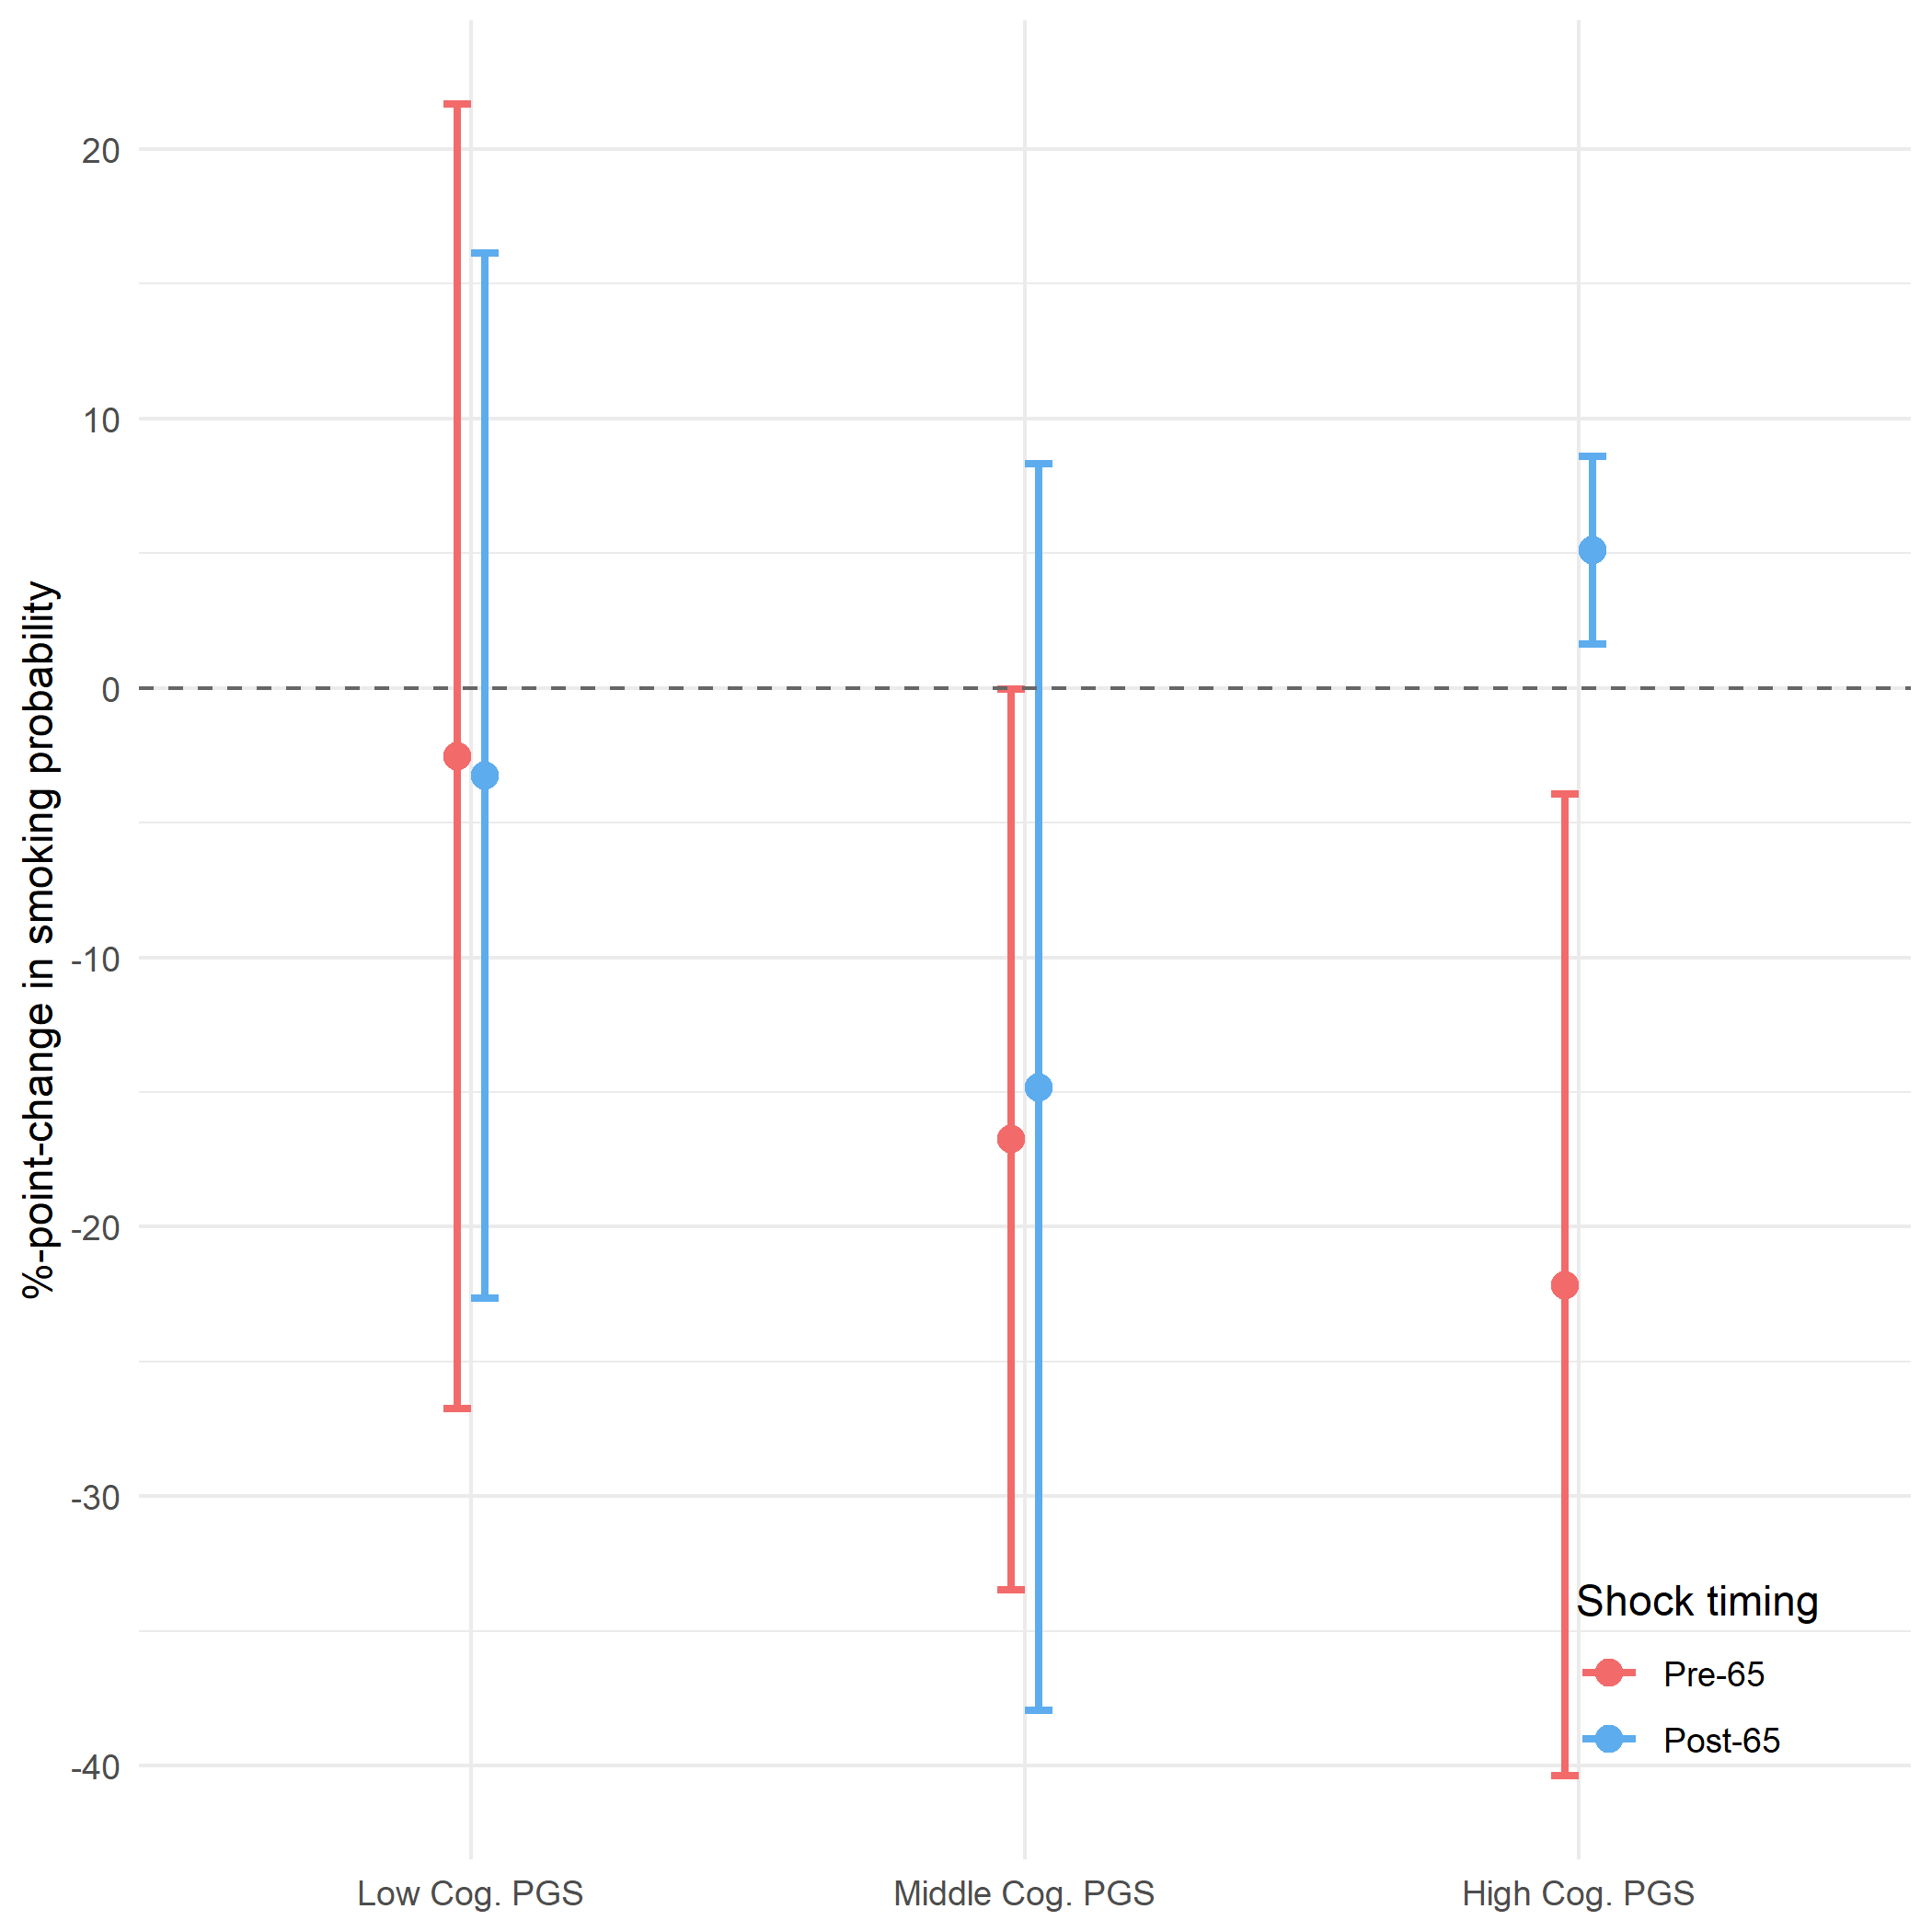 %-point-change in smoking probability
20
10
0
-10
-20
-30
-40
Shock timing
Pre-65
Post-65
Low Cog. PGS
Middle Cog. PGS
High Cog. PGS